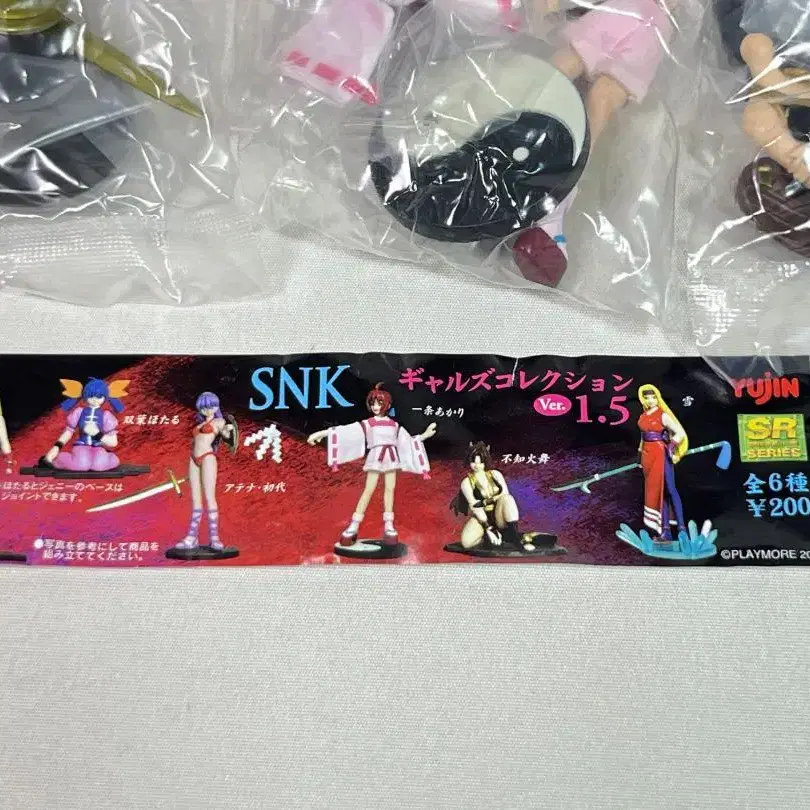 SNK
ギャルズコレクション
Ver. 1.5
YUJIN
SR
SERIES
全6種
¥200
双葉ほたる
アテナ・初代
一条あかり
不知火舞
雪
ほたるとジェニーのベースは
ジョイントできます。
●写真を参考にして商品を
組み立ててください。
©PLAYMORE 20